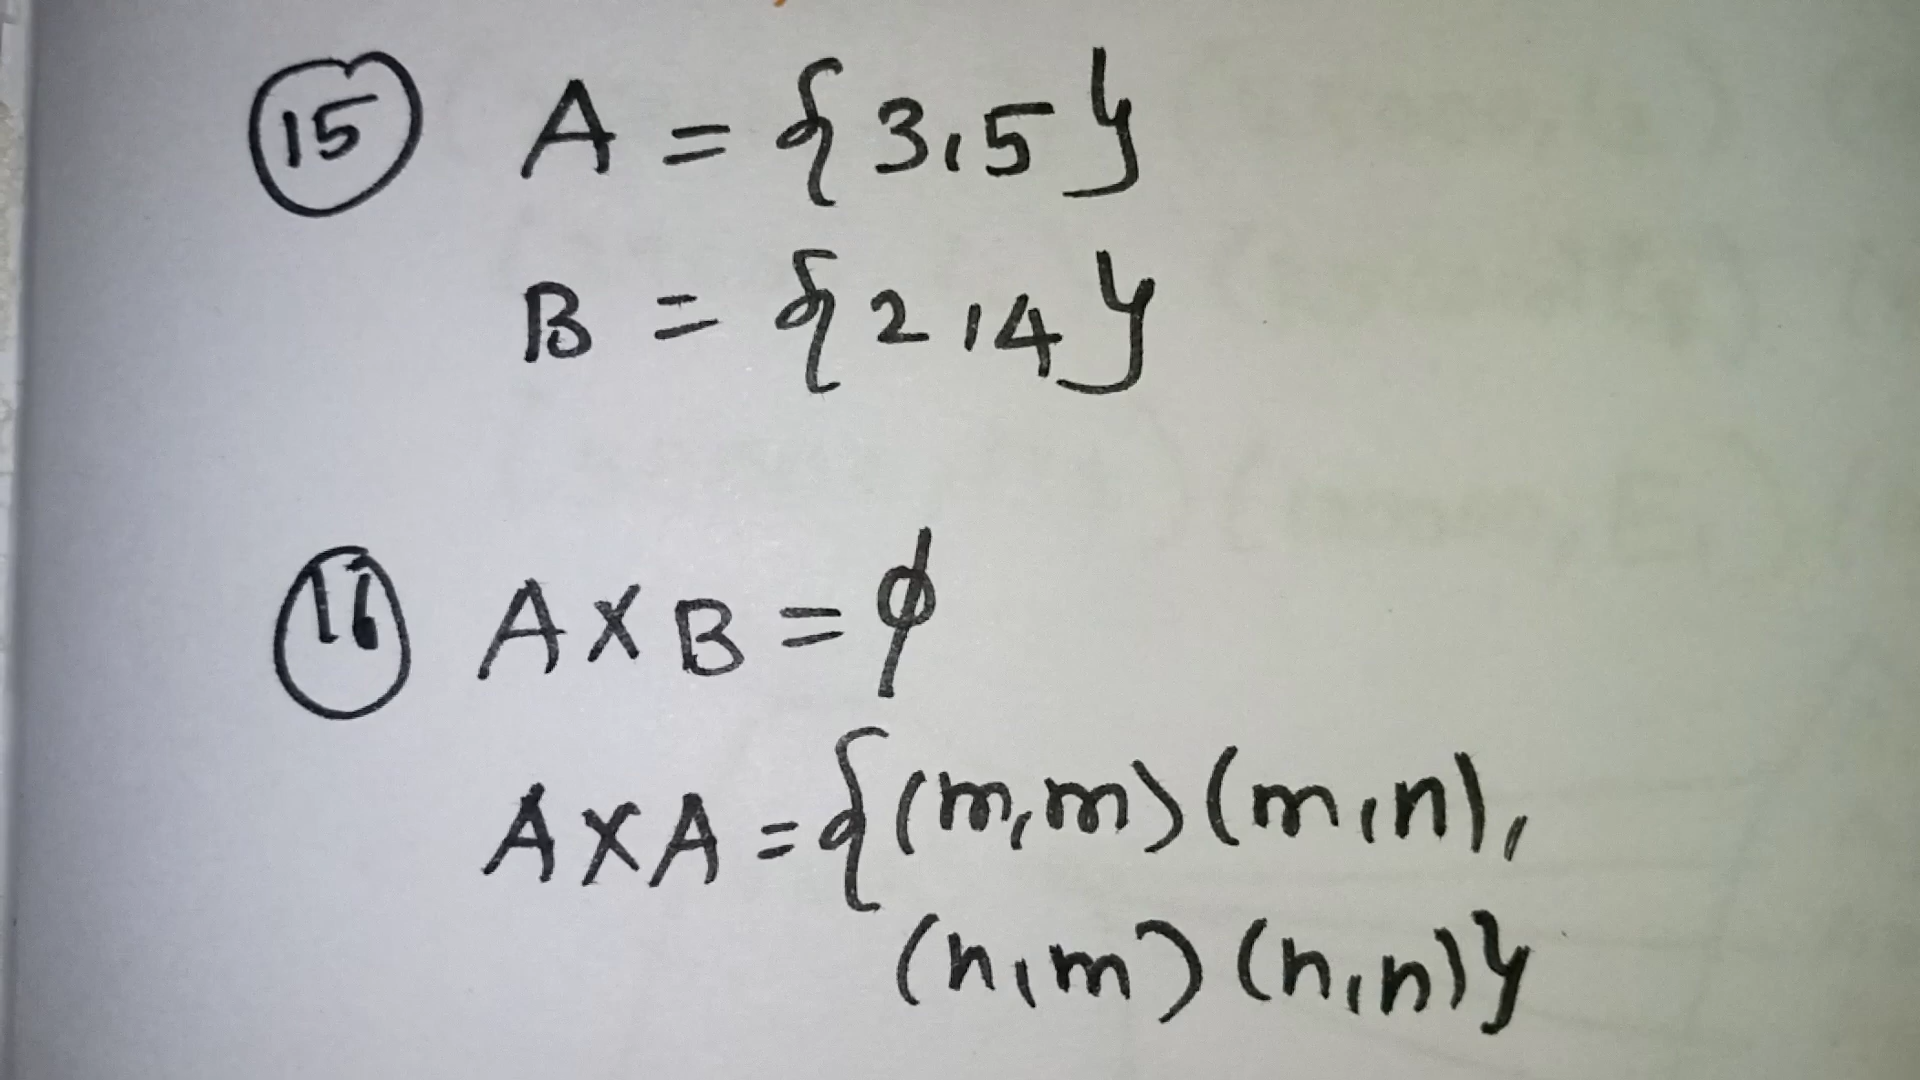 15 A = {3,5}
B = {2,4}
16 A × B = ϕ
A × A = {(m,m) (m,n),
(n,m) (n,n)}